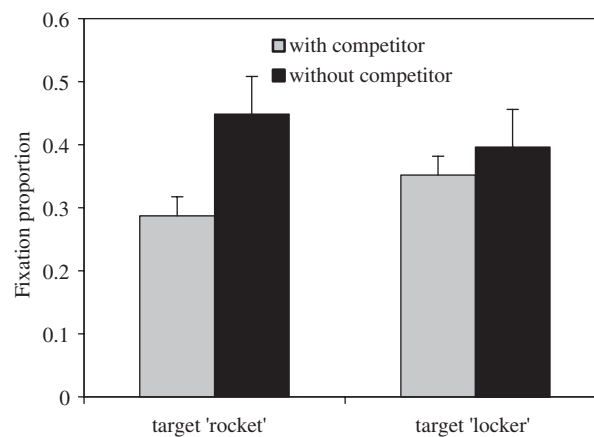 0.6
with competitor
without competitor
0.5
0.4
0.3
0.2
0.1
0
Fixation proportion
target 'rocket'
target 'locker'